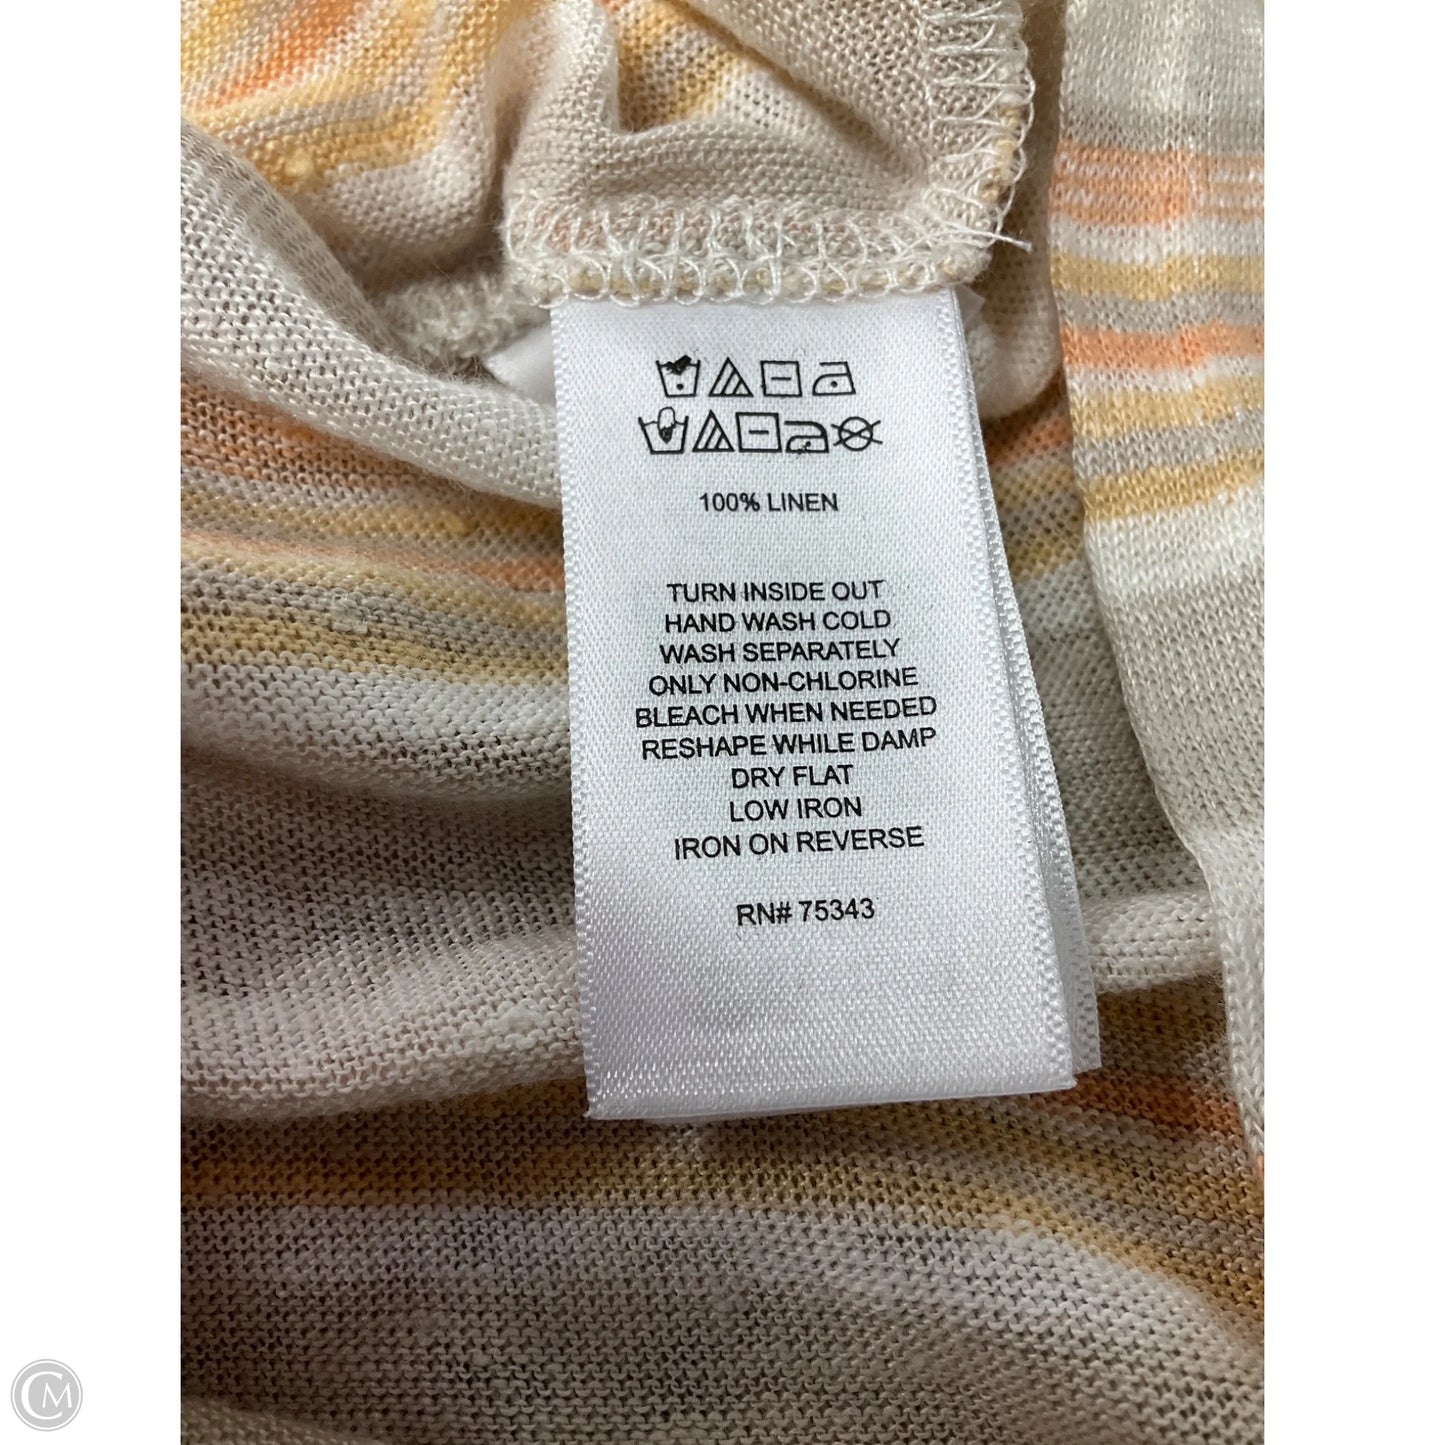 100% LINEN
TURN INSIDE OUT
HAND WASH COLD
WASH SEPARATELY
ONLY NON-CHLORINE
BLEACH WHEN NEEDED
RESHAPE WHILE DAMP
DRY FLAT
LOW IRON
IRON ON REVERSE
RN# 75343
CM